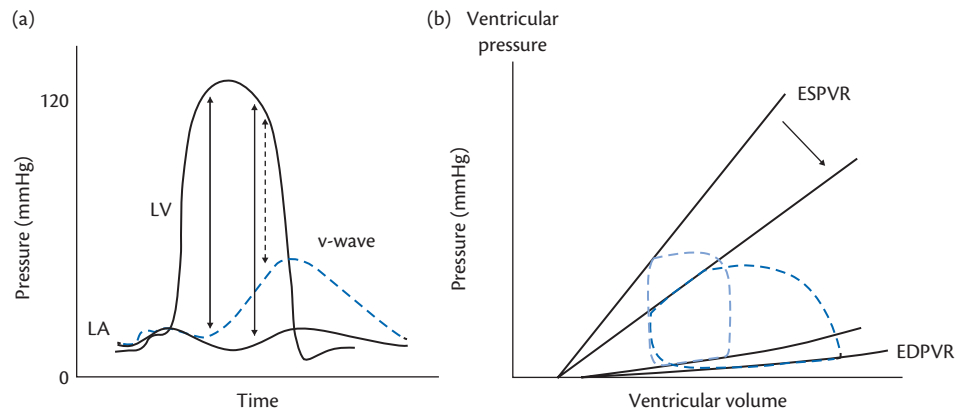 (a)
Pressure (mmHg)
120
0
LV
LA
v-wave
Time
(b)
Ventricular
pressure
Pressure (mmHg)
ESPVR
EDPVR
Ventricular volume